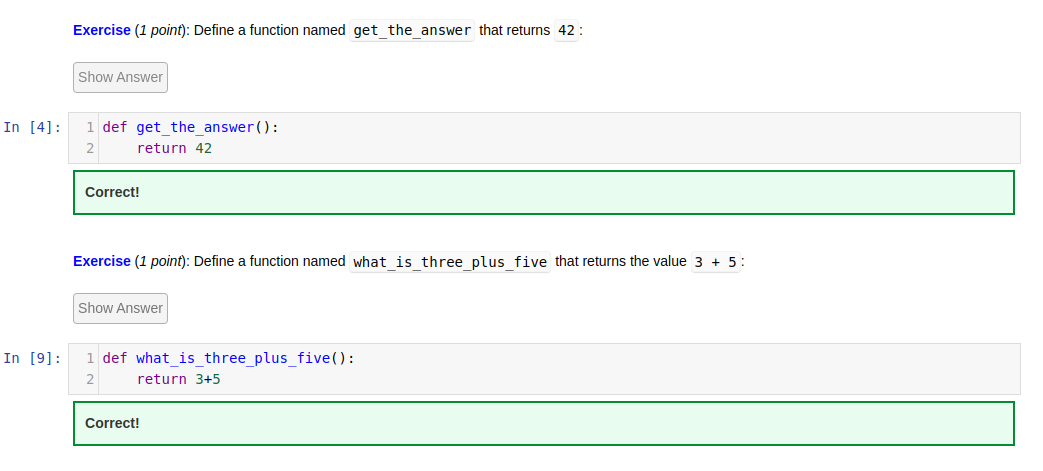 Exercise (1 point): Define a function named get_the_answer that returns 42:
Show Answer
In [4]: 1 def get_the_answer():
2     return 42
Correct!
Exercise (1 point): Define a function named what_is_three_plus_five that returns the value 3 + 5:
Show Answer
In [9]: 1 def what_is_three_plus_five():
2     return 3+5
Correct!